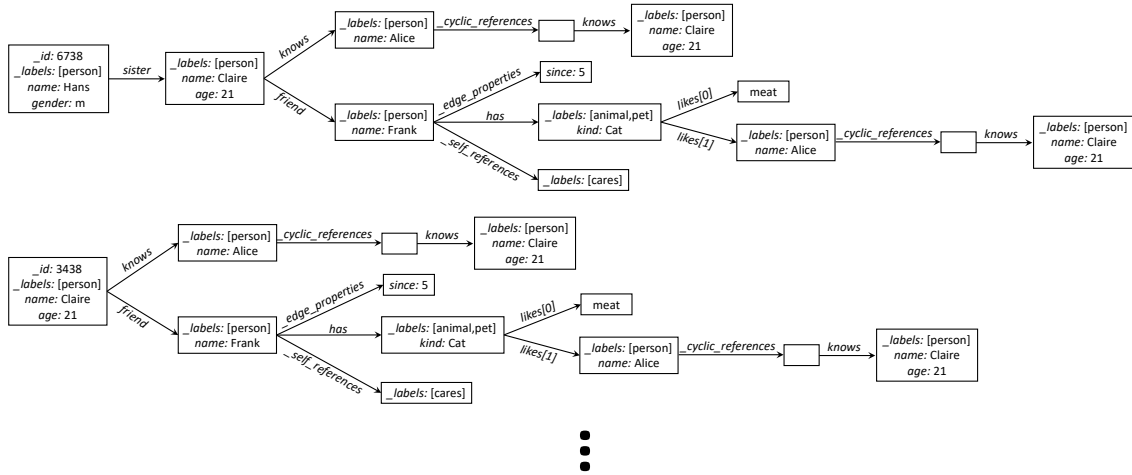 _id: 6738
_labels: [person]
name: Hans
gender: m
sister
_labels: [person]
name: Claire
age: 21
knows
friend
_labels: [person]
name: Alice
_cyclic_references
knows
_labels: [person]
name: Claire
age: 21
_labels: [person]
name: Frank
_edge_properties
since: 5
has
_labels: [animal,pet]
kind: Cat
likes[0]
meat
likes[1]
_labels: [person]
name: Alice
_cyclic_references
knows
_labels: [person]
name: Claire
age: 21
_self_references
_labels: [cares]
_id: 3438
_labels: [person]
name: Claire
age: 21
knows
friend
_labels: [person]
name: Alice
_cyclic_references
knows
_labels: [person]
name: Claire
age: 21
_labels: [person]
name: Frank
_edge_properties
since: 5
has
_labels: [animal,pet]
kind: Cat
likes[0]
meat
likes[1]
_labels: [person]
name: Alice
_cyclic_references
knows
_labels: [person]
name: Claire
age: 21
_self_references
_labels: [cares]